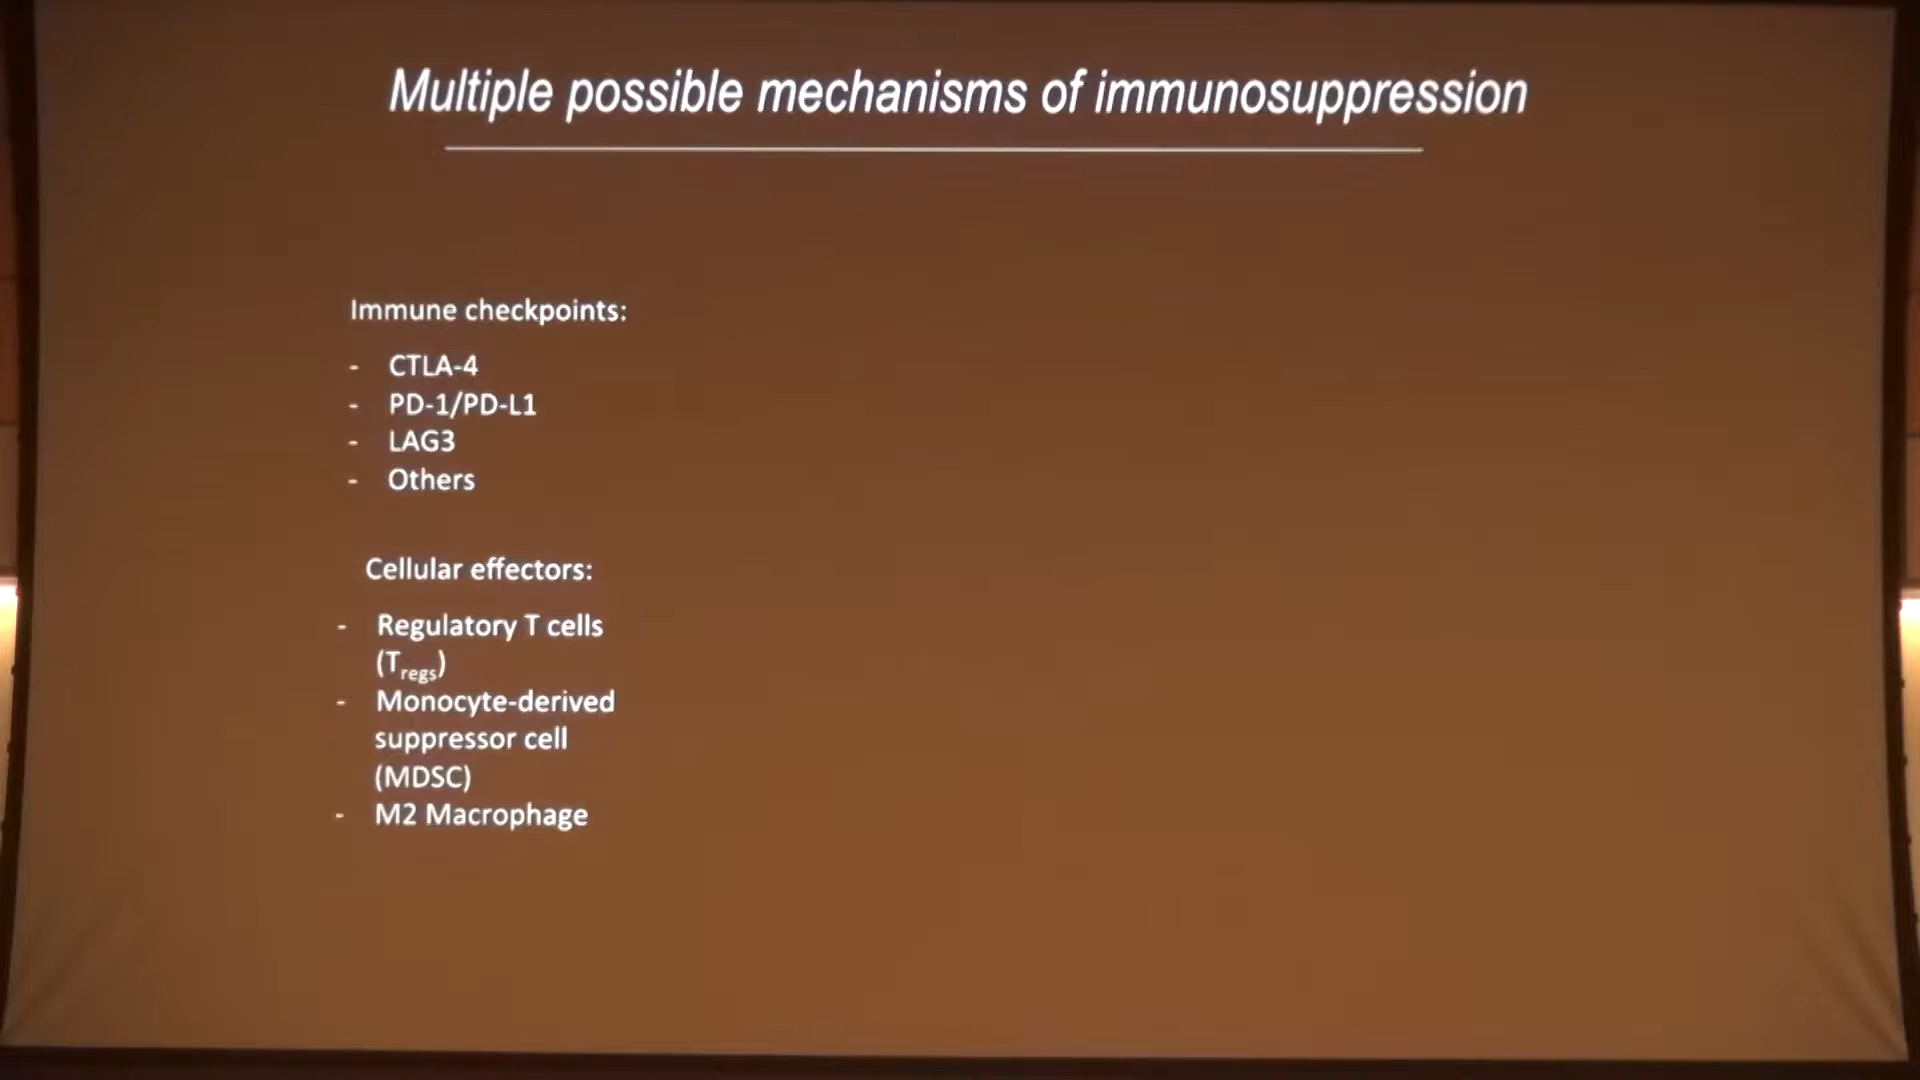 Multiple possible mechanisms of immunosuppression
Immune checkpoints:
- CTLA-4
- PD-1/PD-L1
- LAG3
- Others
Cellular effectors:
- Regulatory T cells
(Tregs)
- Monocyte-derived
suppressor cell
(MDSC)
- M2 Macrophage